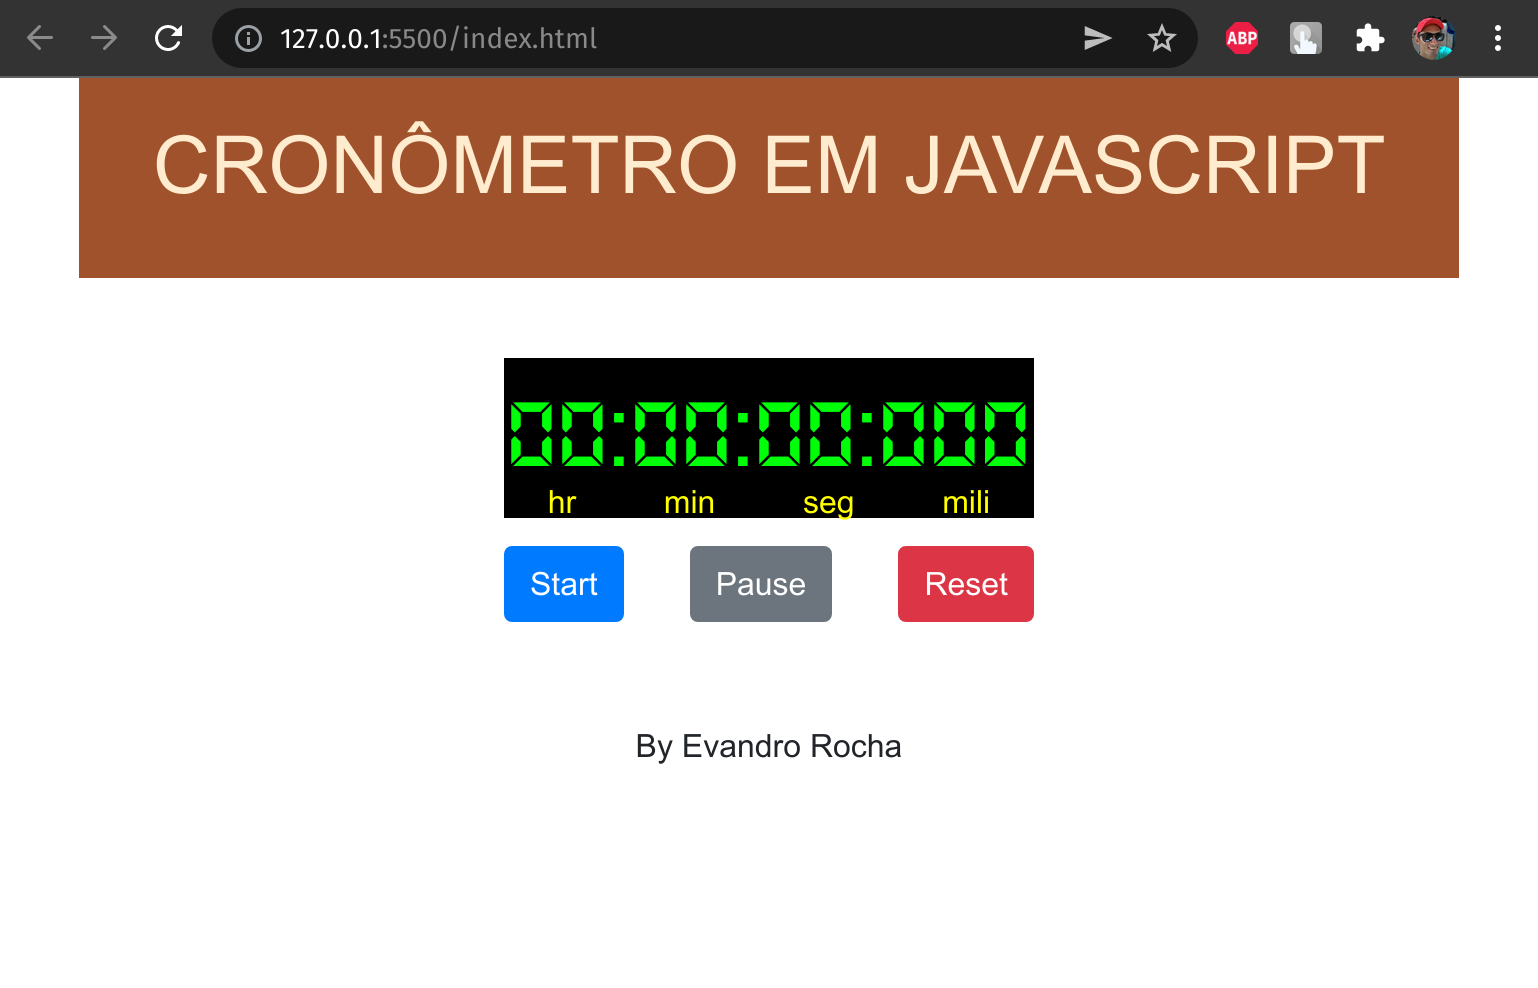 127.0.0.1:5500/index.html
ABP
CRONÔMETRO EM JAVASCRIPT
00:00:00:000
hr min seg mili
Start Pause Reset
By Evandro Rocha